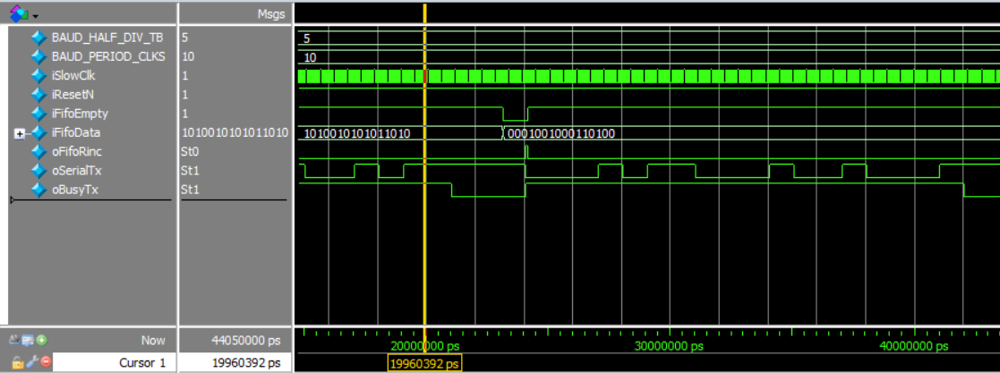 Msgs
BAUD_HALF_DIV_TB 5 5
BAUD_PERIOD_CLKS 10 10
iSlowClk 1
iResetN 1
iFifoEmpty 1
iFifoData 1010010101011010 1010010101011010 0001001000110100
oFifoRinc St0
oSerialTx St1
oBusyTx St1
Now 44050000 ps 20000000 ps 30000000 ps 40000000 ps
Cursor 1 19960392 ps 19960392 ps